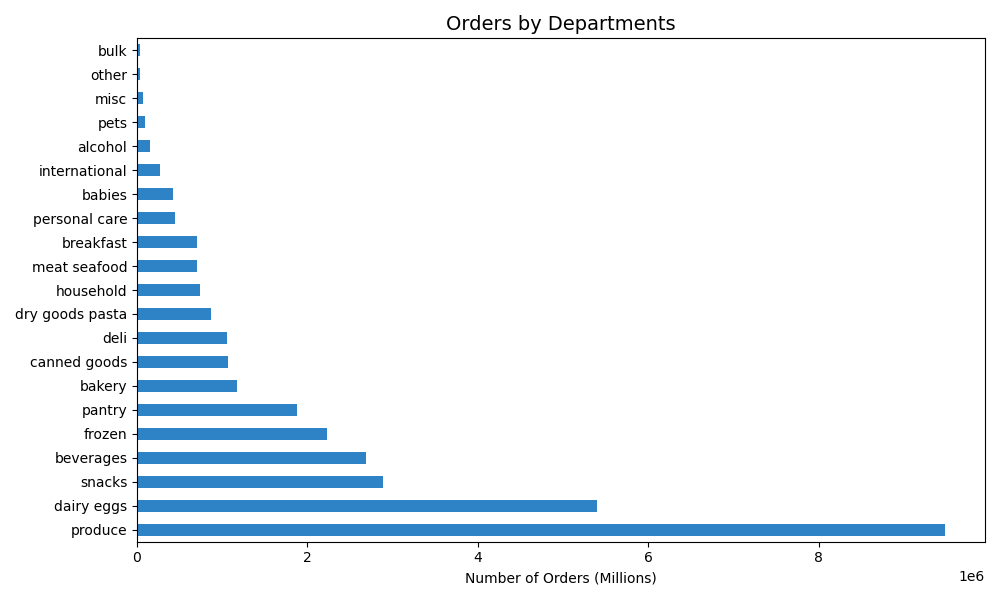 Orders by Departments
bulk
other
misc
pets
alcohol
international
babies
personal care
breakfast
meat seafood
household
dry goods pasta
deli
canned goods
bakery
pantry
frozen
beverages
snacks
dairy eggs
produce
0 2 4 6 8
1e6
Number of Orders (Millions)